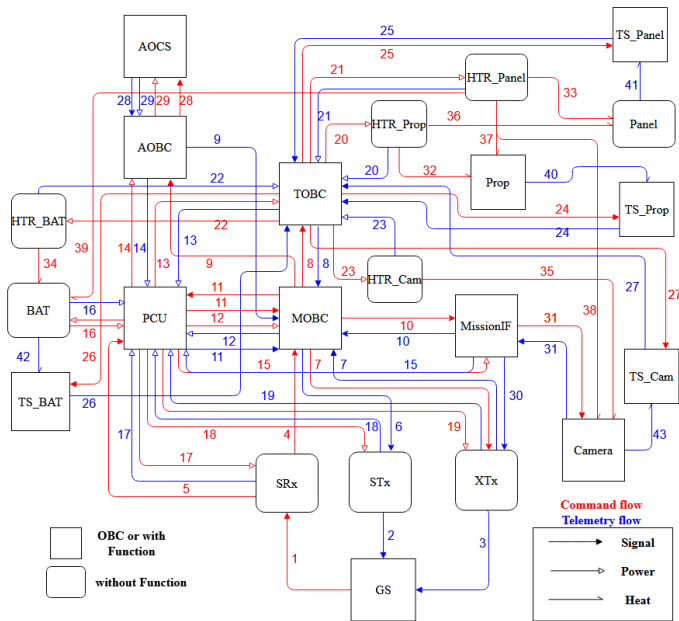 25
TS_Panel
AOCS
25
21
HTR_Panel
33
41
28
29
29
28
21
36
Panel
HTR_Prop
20
AOBC
9
37
20
32
40
22
TOBC
Prop
TS_Prop
HTR_BAT
22
23
24
24
39
13
34
14
14
13
9
8
8
23
HTR_Cam
35
27
27
BAT
16
11
38
PCU
11
MOBC
MissionIF
31
16
12
10
12
10
31
42
26
11
15
7
7
15
30
TS_Cam
TS_BAT
26
19
17
18
4
18
6
19
Camera
43
17
SRx
STx
XTx
5
Command flow
Telemetry flow
OBC or with
Function
1
2
3
Signal
without Function
GS
Power
Heat